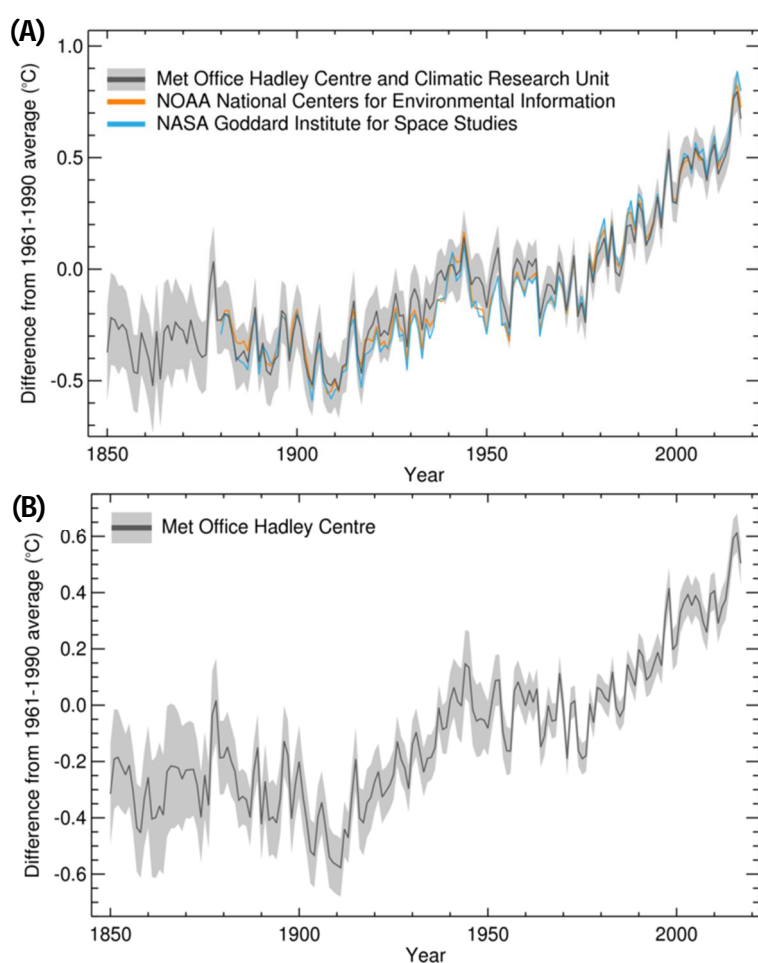 (A)
1.0
0.5
0.0
-0.5
Difference from 1961-1990 average (°C)
Met Office Hadley Centre and Climatic Research Unit
NOAA National Centers for Environmental Information
NASA Goddard Institute for Space Studies
1850 1900 1950 2000
Year
(B)
0.6
0.4
0.2
0.0
-0.2
-0.4
-0.6
Difference from 1961-1990 average (°C)
Met Office Hadley Centre
1850 1900 1950 2000
Year